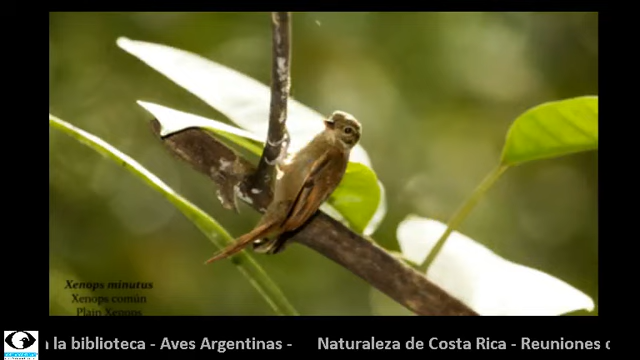 Xenops minutus
Xenops común
Plain Xenops
la biblioteca - Aves Argentinas - Naturaleza de Costa Rica - Reuniones